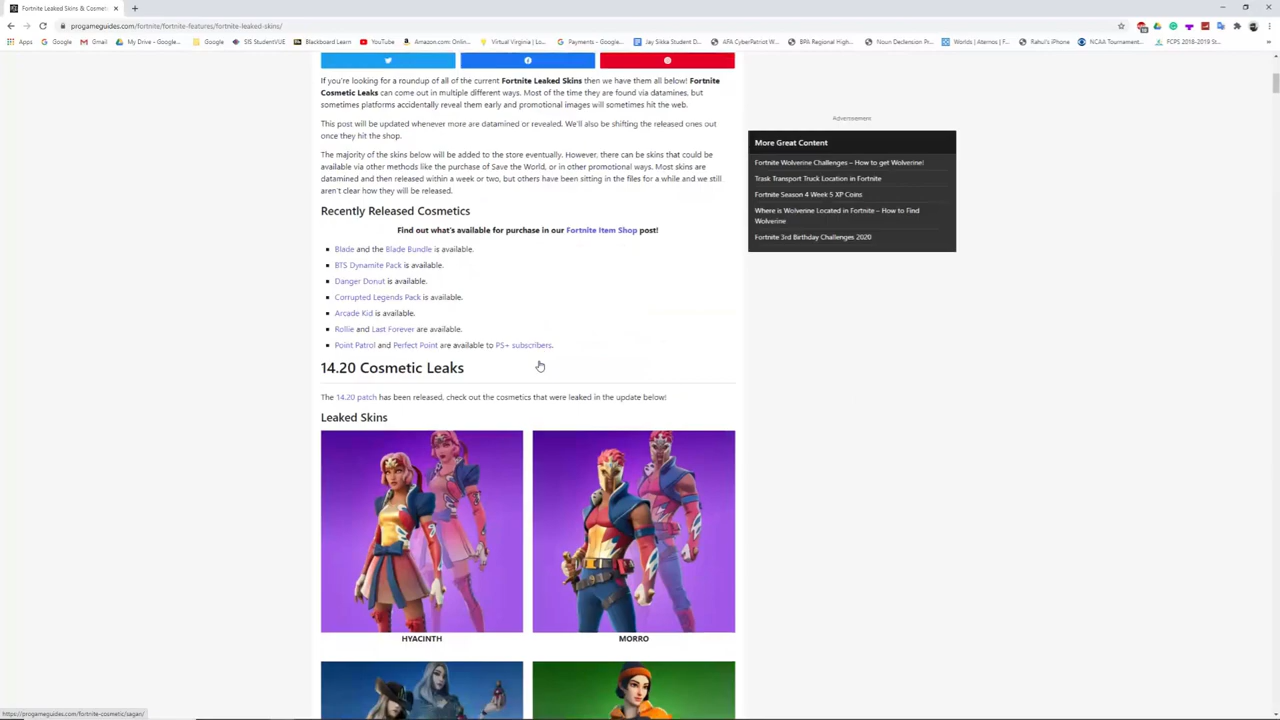 Fortnite Leaked Skins & Cosmet
progameguides.com/fortnite/fortnite-features/fortnite-leaked-skins/
Apps Google Gmail My Drive - Google... Google SIS StudentVUE Blackboard Learn YouTube Amazon.com: Onlin... Virtual Virginia | Lo... Payments – Google... Jay Sikka Student D... AFA CyberPatriot W... BPA Regional High... Noun Declension Pr... Worlds | Aternos | F... Rahul's iPhone NCAA Tournament... FCPS 2018-2019 St...
If you're looking for a roundup of all of the current Fortnite Leaked Skins then we have them all below! Fortnite
Cosmetic Leaks can come out in multiple different ways. Most of the time they are found via datamines, but
sometimes platforms accidentally reveal them early and promotional images will sometimes hit the web.
This post will be updated whenever more are datamined or revealed. We'll also be shifting the released ones out
once they hit the shop.
The majority of the skins below will be added to the store eventually. However, there can be skins that could be
available via other methods like the purchase of Save the World, or in other promotional ways. Most skins are
datamined and then released within a week or two, but others have been sitting in the files for a while and we still
aren't clear how they will be released.
Recently Released Cosmetics
Find out what's available for purchase in our Fortnite Item Shop post!
Blade and the Blade Bundle is available.
BTS Dynamite Pack is available.
Danger Donut is available.
Corrupted Legends Pack is available.
Arcade Kid is available.
Rollie and Last Forever are available.
Point Patrol and Perfect Point are available to PS+ subscribers.
14.20 Cosmetic Leaks
The 14.20 patch has been released, check out the cosmetics that were leaked in the update below!
Leaked Skins
HYACINTH
MORRO
Advertisement
More Great Content
Fortnite Wolverine Challenges – How to get Wolverine!
Trask Transport Truck Location in Fortnite
Fortnite Season 4 Week 5 XP Coins
Where is Wolverine Located in Fortnite – How to Find
Wolverine
Fortnite 3rd Birthday Challenges 2020
https://progameguides.com/fortnite-cosmetic/sagan/